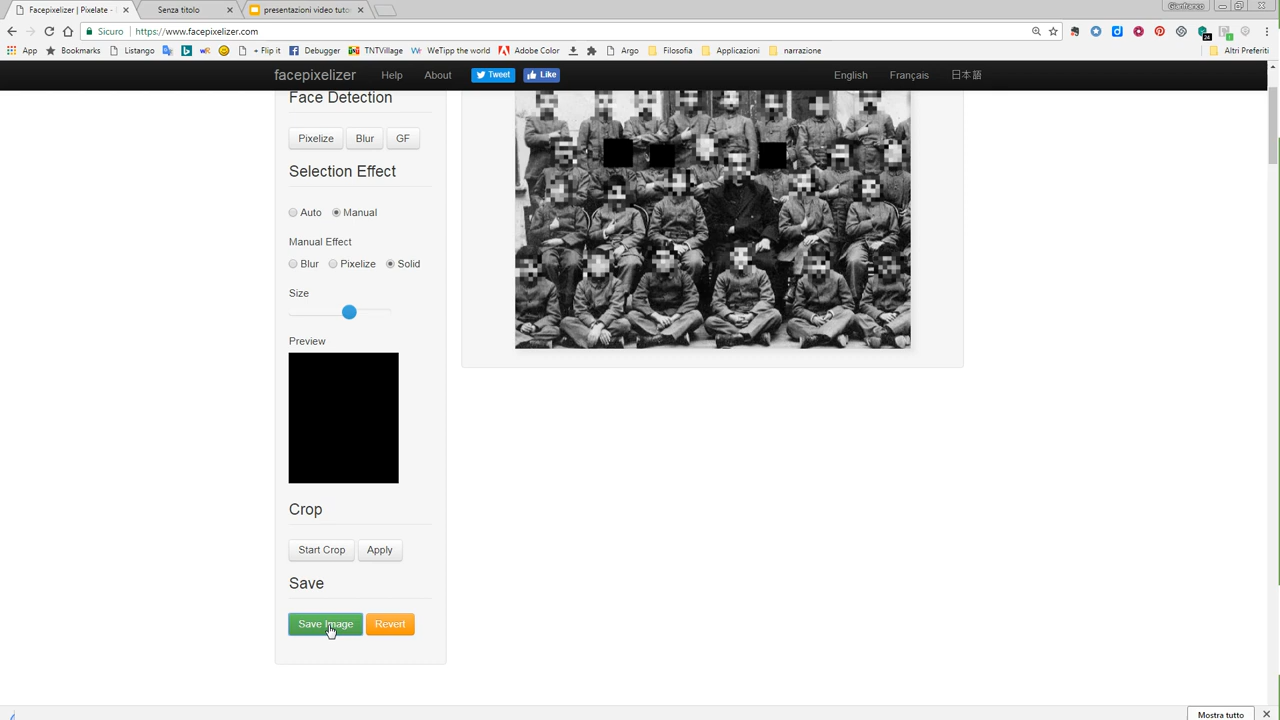 Facepixelizer | Pixelate -
Senza titolo
presentazioni video tuto
Gianfranco
Sicuro
https://www.facepixelizer.com
App
Bookmarks
Listango
+ Flip it
Debugger
TNTVillage
WeTipp the world
Adobe Color
Argo
Filosofia
Applicazioni
narrazione
Altri Preferiti
facepixelizer
Help
About
Tweet
Like
English
Français
日本語
Face Detection
Pixelize
Blur
GF
Selection Effect
Auto
Manual
Manual Effect
Blur
Pixelize
Solid
Size
Preview
Crop
Start Crop
Apply
Save
Save Image
Revert
Mostra tutto